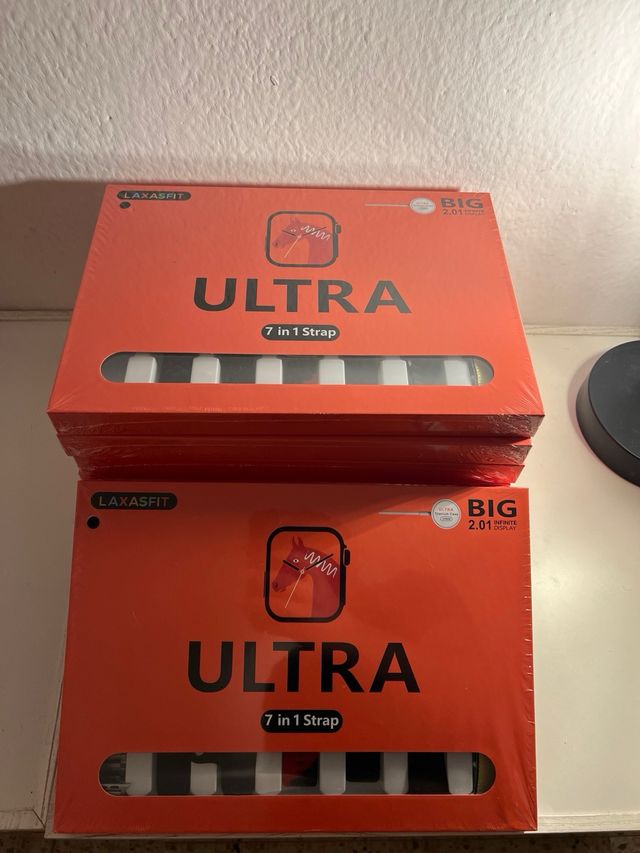 LAXASFIT
BIG
2.01 INFINITE DISPLAY
ULTRA
7 in 1 Strap
LAXASFIT
ULTRA
BIG
2.01 INFINITE DISPLAY
ULTRA
7 in 1 Strap